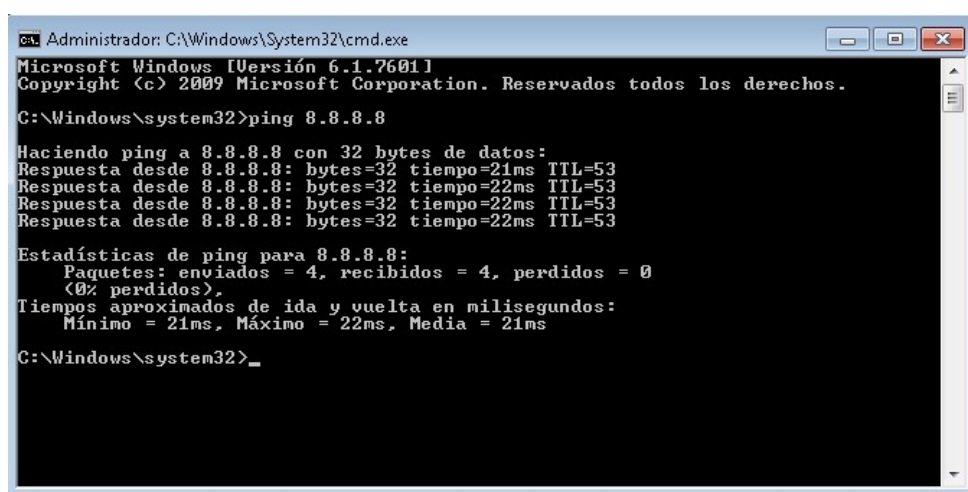 Administrador: C:\Windows\System32\cmd.exe
Microsoft Windows [Versión 6.1.7601]
Copyright (c) 2009 Microsoft Corporation. Reservados todos los derechos.
C:\Windows\system32>ping 8.8.8.8
Haciendo ping a 8.8.8.8 con 32 bytes de datos:
Respuesta desde 8.8.8.8: bytes=32 tiempo=21ms TTL=53
Respuesta desde 8.8.8.8: bytes=32 tiempo=22ms TTL=53
Respuesta desde 8.8.8.8: bytes=32 tiempo=22ms TTL=53
Respuesta desde 8.8.8.8: bytes=32 tiempo=22ms TTL=53
Estadísticas de ping para 8.8.8.8:
Paquetes: enviados = 4, recibidos = 4, perdidos = 0
(0% perdidos),
Tiempos aproximados de ida y vuelta en milisegundos:
Mínimo = 21ms, Máximo = 22ms, Media = 21ms
C:\Windows\system32>_